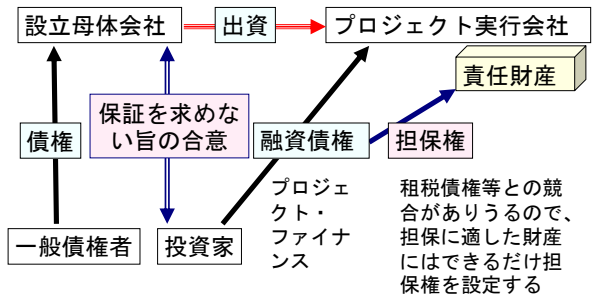 設立母体会社
出資
プロジェクト実行会社
責任財産
保証を求めな
い旨の合意
債権
融資債権
担保権
プロジェ
クト・
ファイナ
ンス
租税債権等との競
合がありうるので、
担保に適した財産
にはできるだけ担
保権を設定する
一般債権者
投資家